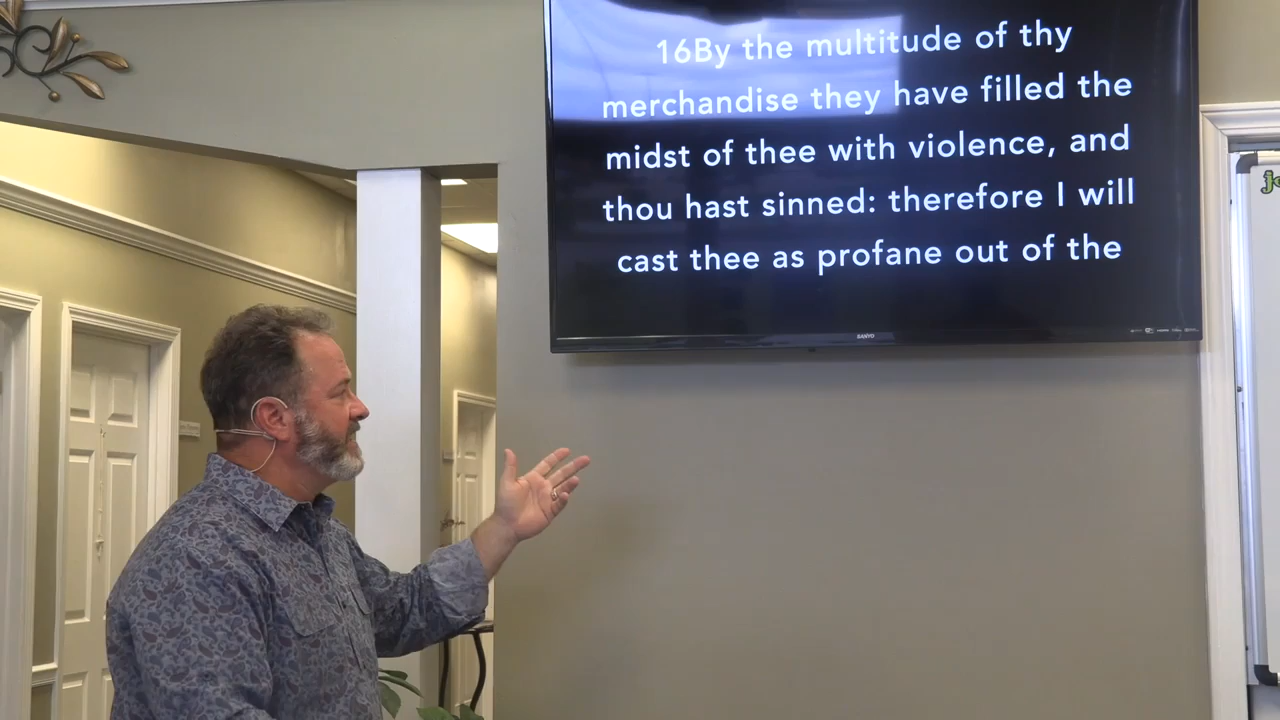 16By the multitude of thy
merchandise they have filled the
midst of thee with violence, and
thou hast sinned: therefore I will
cast thee as profane out of the
SANYO